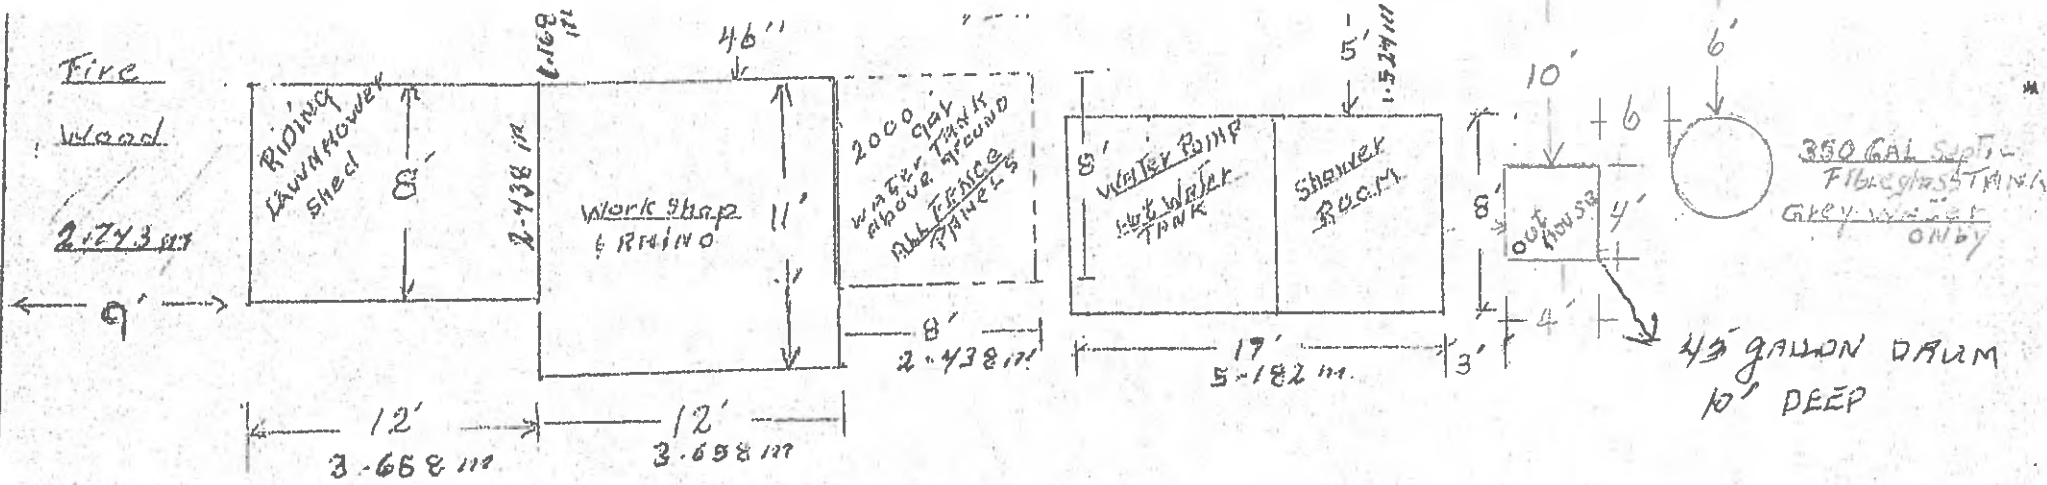 Fire
Wood
2.743 m
9'
RIDING
LAWNMOWER
Shed
8'
2.438 m
12'
3.658 m
1.168
m
46"
Work Shop
& RHINO
11'
12'
3.658 m
2000 gal
Water TANK
Above ground
FENCE
PANELS
8'
2.438 m
8'
Water Pump
Hot Water
TANK
Shower
ROOM
5'
1.524 m
17'
5.182 m.
8'
3'
10'
6
8'
OUT
HOUSE
4'
4'
45 GALLON DRUM
10' DEEP
6'
350 GAL Septic
Fibreglass TANK
Grey Water
ONLY